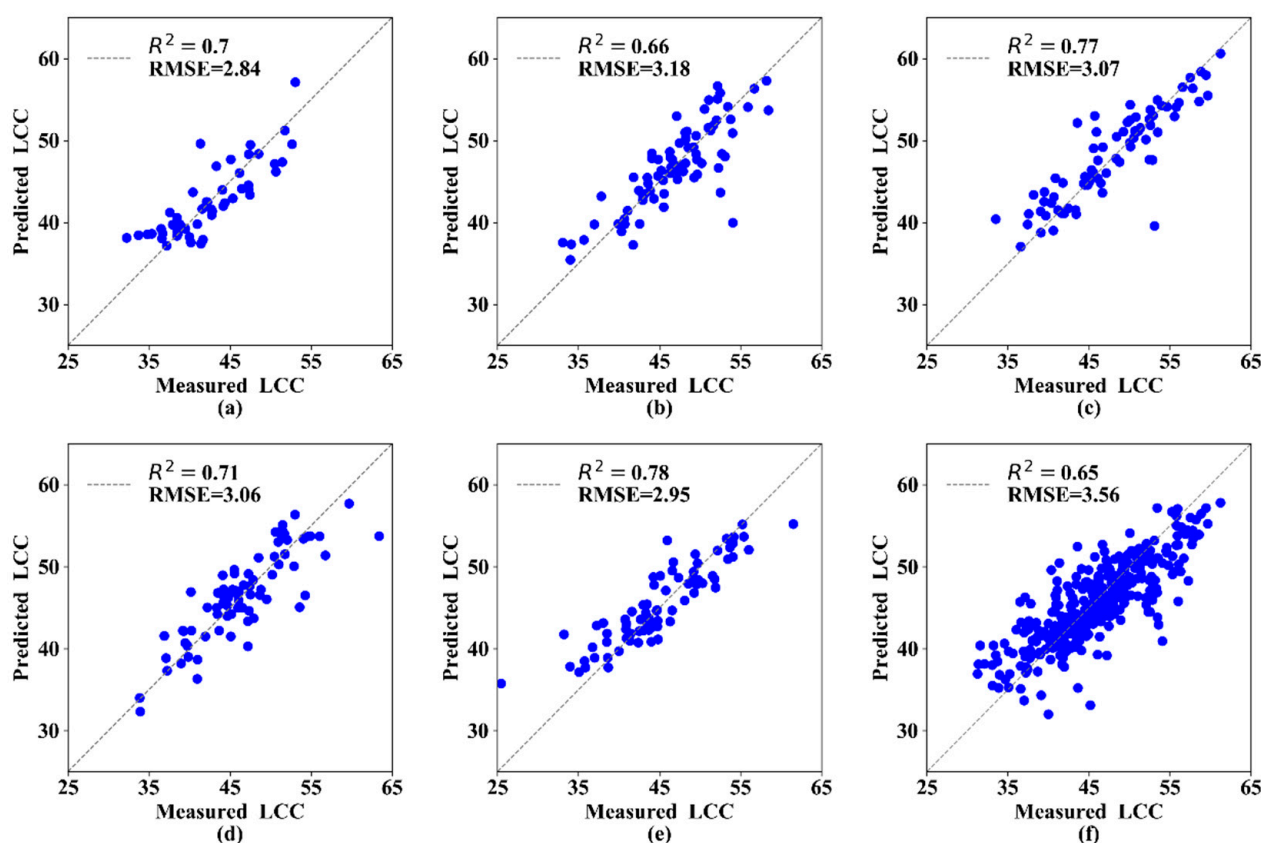 R² = 0.7
RMSE=2.84
60
50
40
30
Predicted LCC
25 35 45 55 65
Measured LCC
(a)
R² = 0.66
RMSE=3.18
60
50
40
30
Predicted LCC
25 35 45 55 65
Measured LCC
(b)
R² = 0.77
RMSE=3.07
60
50
40
30
Predicted LCC
25 35 45 55 65
Measured LCC
(c)
R² = 0.71
RMSE=3.06
60
50
40
30
Predicted LCC
25 35 45 55 65
Measured LCC
(d)
R² = 0.78
RMSE=2.95
60
50
40
30
Predicted LCC
25 35 45 55 65
Measured LCC
(e)
R² = 0.65
RMSE=3.56
60
50
40
30
Predicted LCC
25 35 45 55 65
Measured LCC
(f)